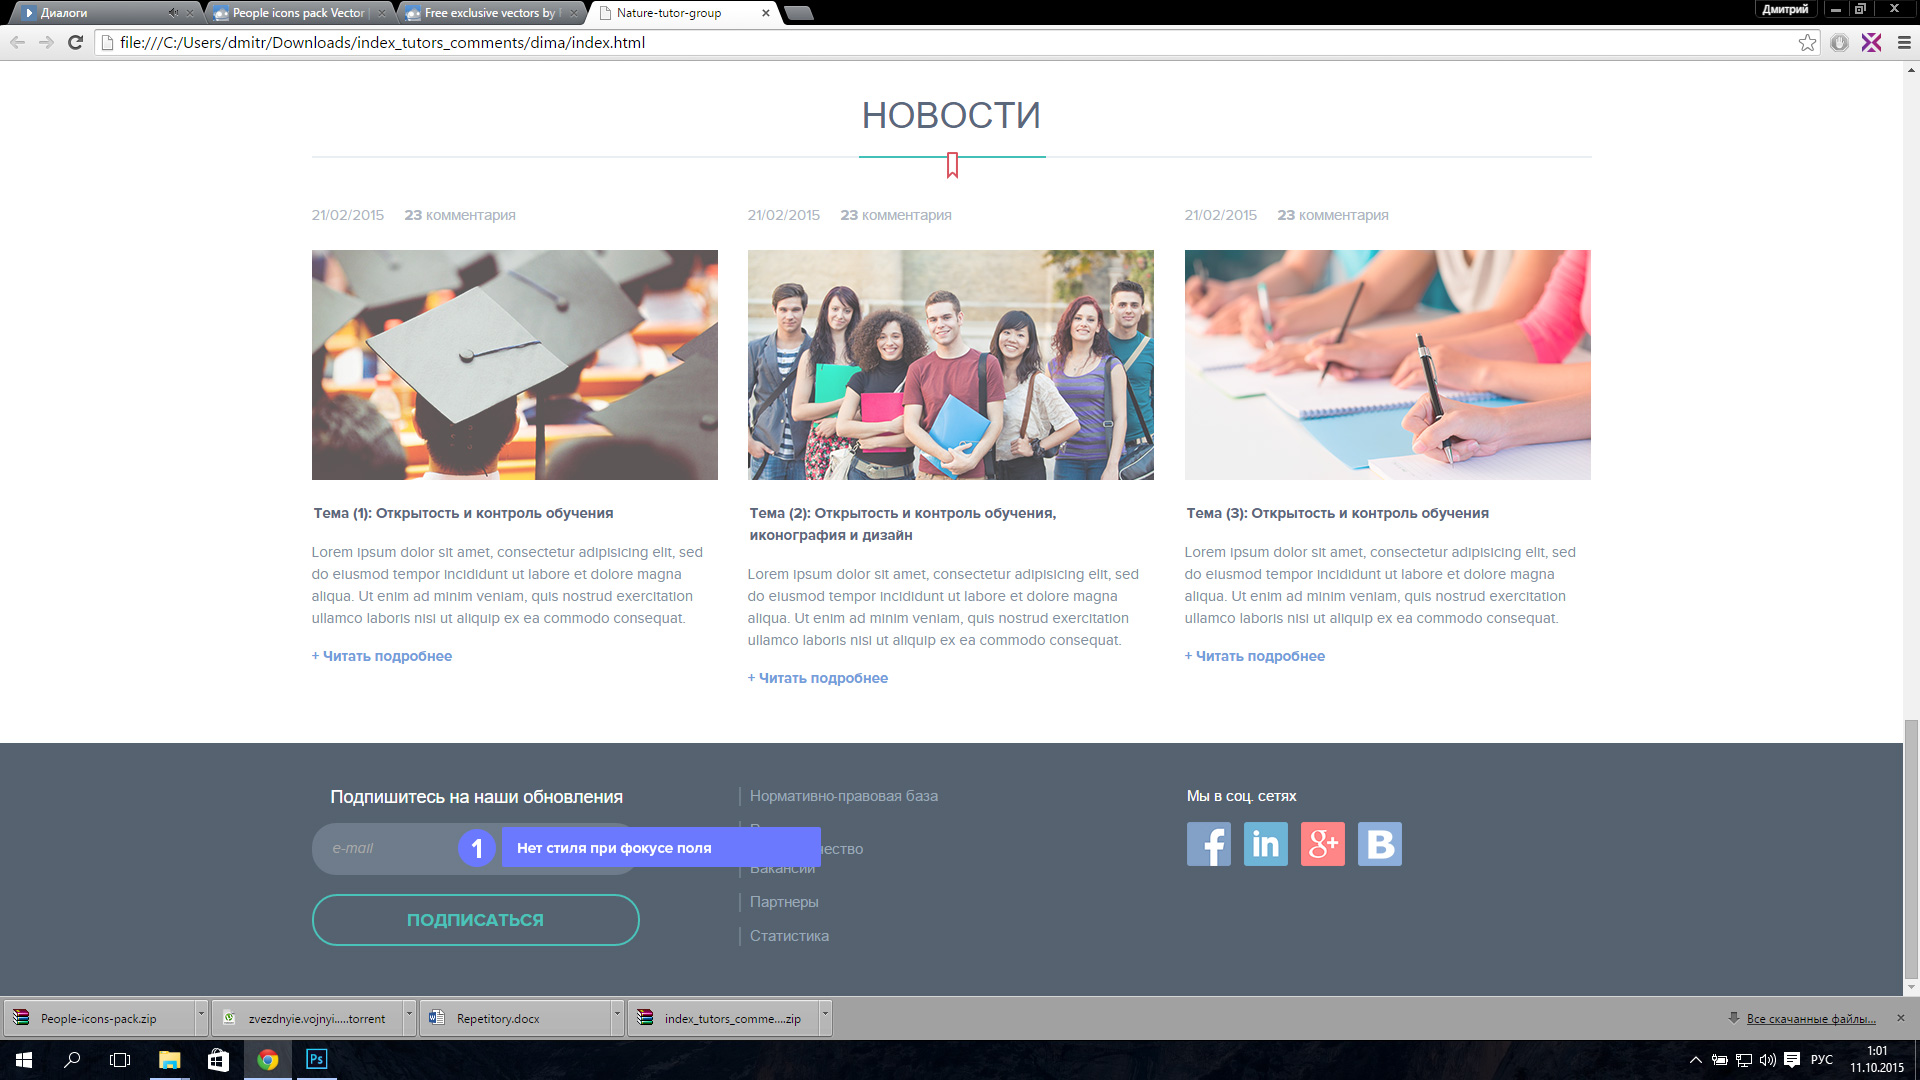 Диалоги
People icons pack Vector
Free exclusive vectors by
Nature-tutor-group
Дмитрий
file:///C:/Users/dmitr/Downloads/index_tutors_comments/dima/index.html
НОВОСТИ
21/02/2015 23 комментария
21/02/2015 23 комментария
21/02/2015 23 комментария
Тема (1): Открытость и контроль обучения
Lorem ipsum dolor sit amet, consectetur adipisicing elit, sed
do eiusmod tempor incididunt ut labore et dolore magna
aliqua. Ut enim ad minim veniam, quis nostrud exercitation
ullamco laboris nisi ut aliquip ex ea commodo consequat.
+ Читать подробнее
Тема (2): Открытость и контроль обучения,
иконография и дизайн
Lorem ipsum dolor sit amet, consectetur adipisicing elit, sed
do eiusmod tempor incididunt ut labore et dolore magna
aliqua. Ut enim ad minim veniam, quis nostrud exercitation
ullamco laboris nisi ut aliquip ex ea commodo consequat.
+ Читать подробнее
Тема (3): Открытость и контроль обучения
Lorem ipsum dolor sit amet, consectetur adipisicing elit, sed
do eiusmod tempor incididunt ut labore et dolore magna
aliqua. Ut enim ad minim veniam, quis nostrud exercitation
ullamco laboris nisi ut aliquip ex ea commodo consequat.
+ Читать подробнее
Подпишитесь на наши обновления
e-mail
1 Нет стиля при фокусе поля
ПОДПИСАТЬСЯ
Нормативно-правовая база
Вакансии
Партнеры
Статистика
Мы в соц. сетях
f in g+ B
People-icons-pack.zip
zvezdnyie.vojnyi.....torrent
Repetitory.docx
index_tutors_comme....zip
Все скачанные файлы...
Ps
РУС
1:01
11.10.2015